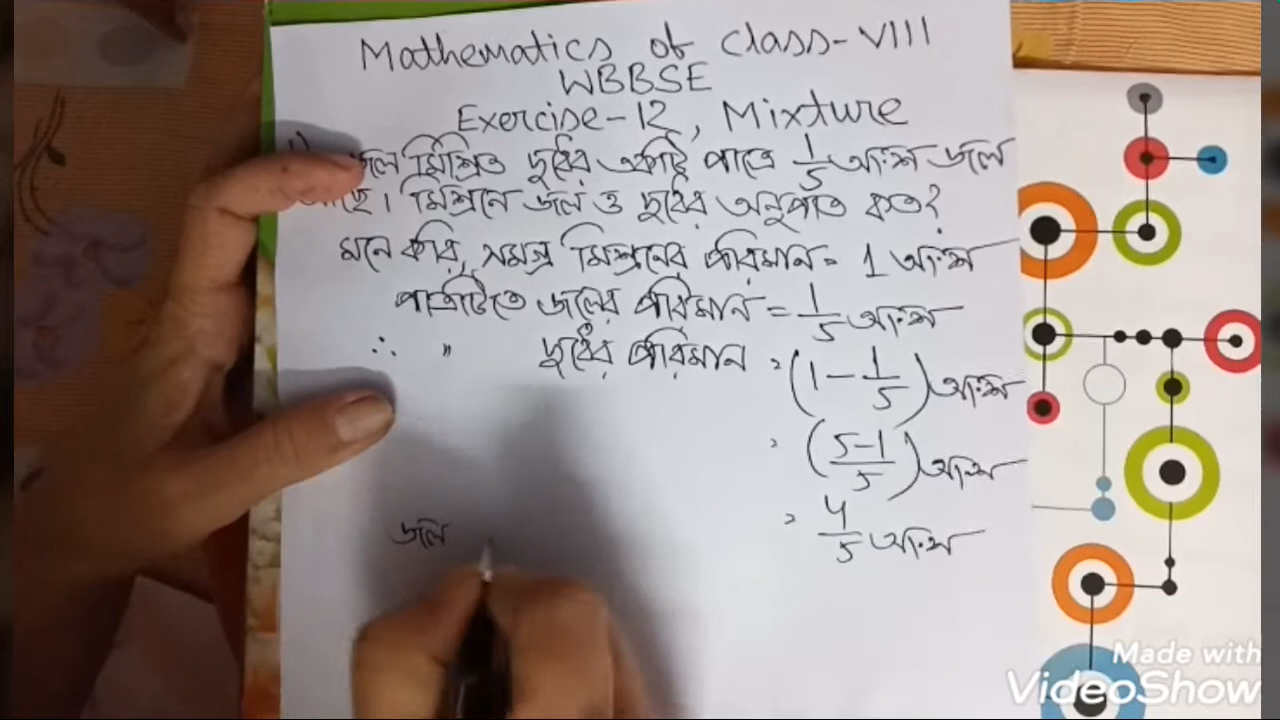 Mathematics of Class-VIII
WBBSE
Exercise-12, Mixture
জল মিশ্রিত দুধের একটি পাত্রে 1/5 অংশ জল
আছে। মিশ্রনে জল ও দুধের অনুপাত কত?
মনে করি, সমগ্র মিশ্রনের পরিমান = 1 অংশ
পাত্রটিতে জলের পরিমান = 1/5 অংশ
∴ " দুধের পরিমান = (1 - 1/5) অংশ
= (5-1/5) অংশ
= 4/5 অংশ
জল
Made with
VideoShow